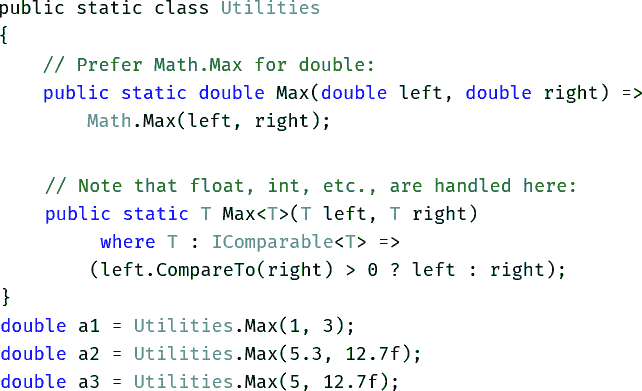 public static class Utilities
{
// Prefer Math.Max for double:
public static double Max(double left, double right) =>
Math.Max(left, right);
// Note that float, int, etc., are handled here:
public static T Max<T>(T left, T right)
where T : IComparable<T> =>
(left.CompareTo(right) > 0 ? left : right);
}
double a1 = Utilities.Max(1, 3);
double a2 = Utilities.Max(5.3, 12.7f);
double a3 = Utilities.Max(5, 12.7f);